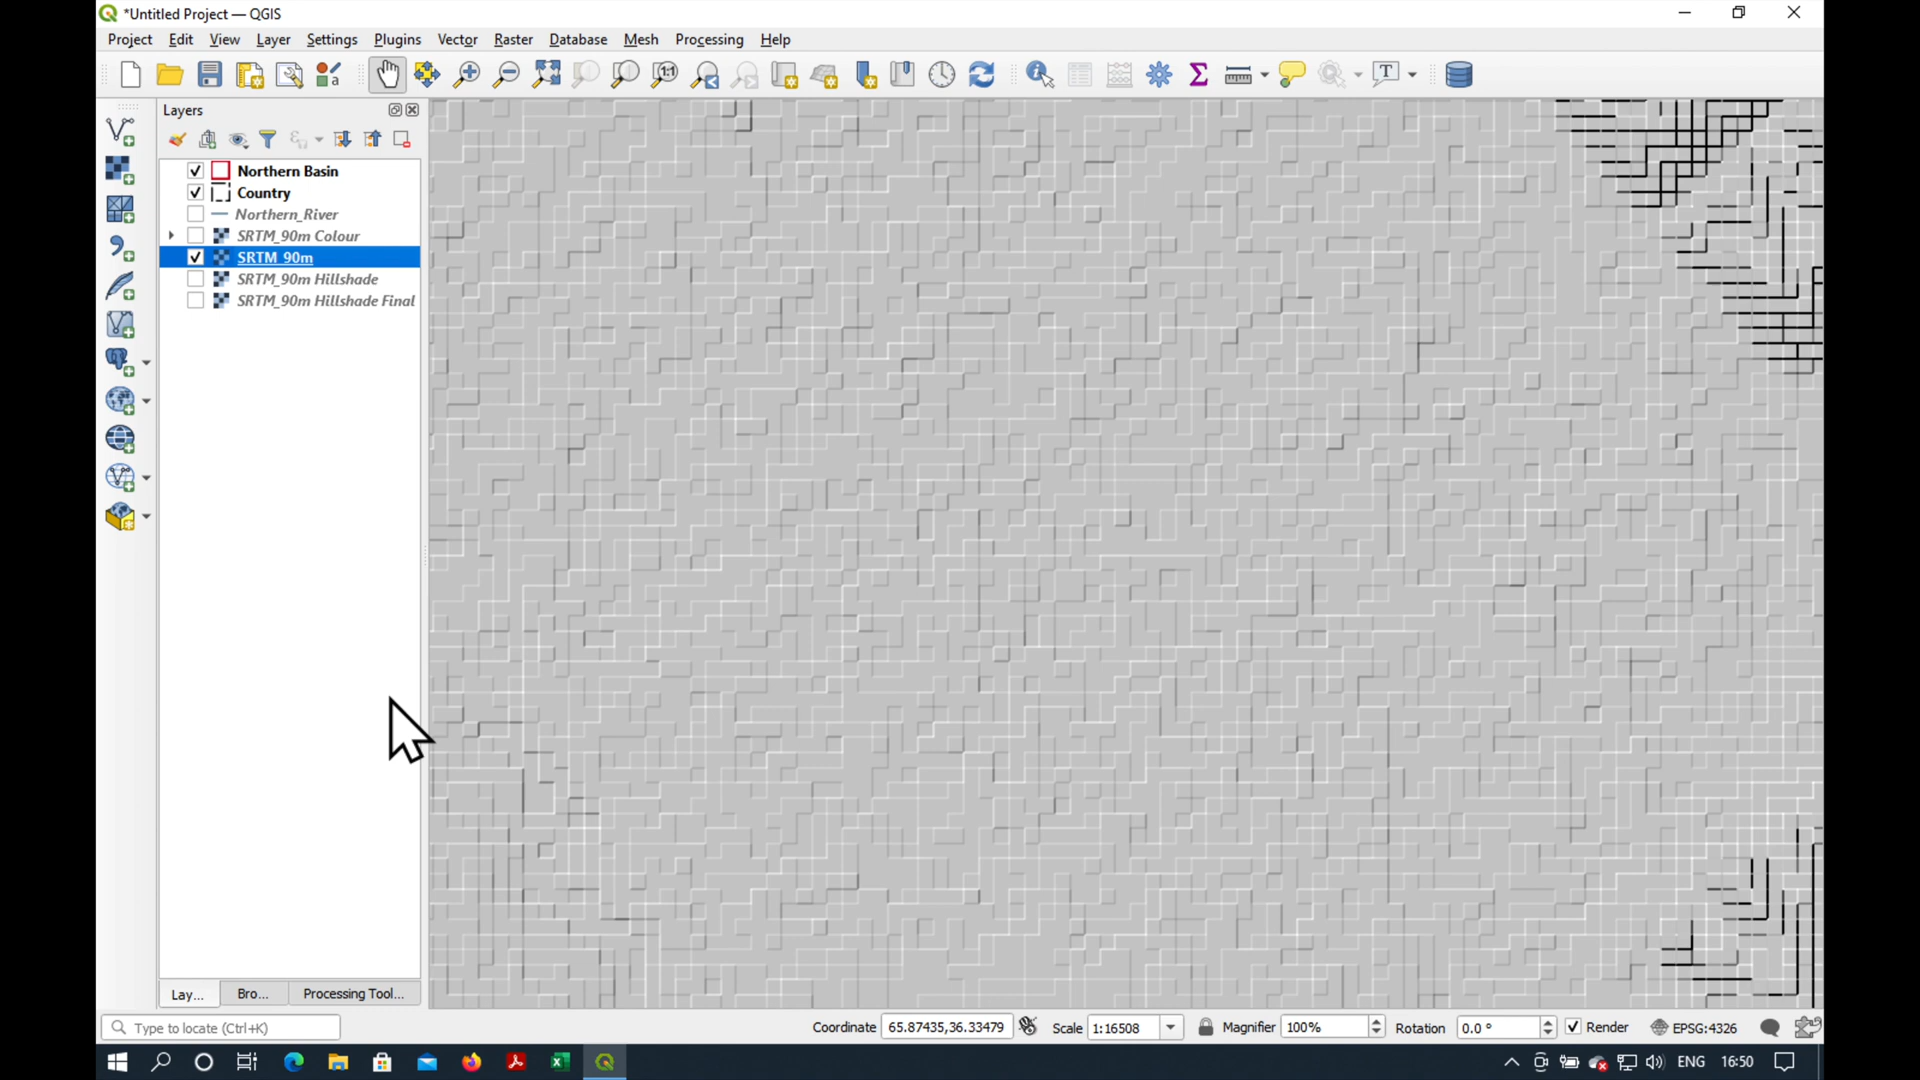 *Untitled Project — QGIS
Project Edit View Layer Settings Plugins Vector Raster Database Mesh Processing Help
Layers
Northern Basin
Country
Northern_River
SRTM_90m Colour
SRTM_90m
SRTM_90m Hillshade
SRTM_90m Hillshade Final
Lay... Bro... Processing Tool...
Type to locate (Ctrl+K) Coordinate 65.87435,36.33479 Scale 1:16508 Magnifier 100% Rotation 0.0 ° Render EPSG:4326
ENG 16:50